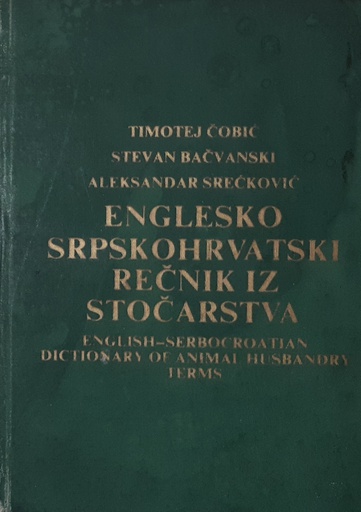 TIMOTEJ ČOBIĆ
STEVAN BAČVANSKI
ALEKSANDAR SREĆKOVIĆ
ENGLESKO
SRPSKOHRVATSKI
REČNIK IZ
STOČARSTVA
ENGLISH-SERBOCROATIAN
DICTIONARY OF ANIMAL HUSBANDRY
TERMS